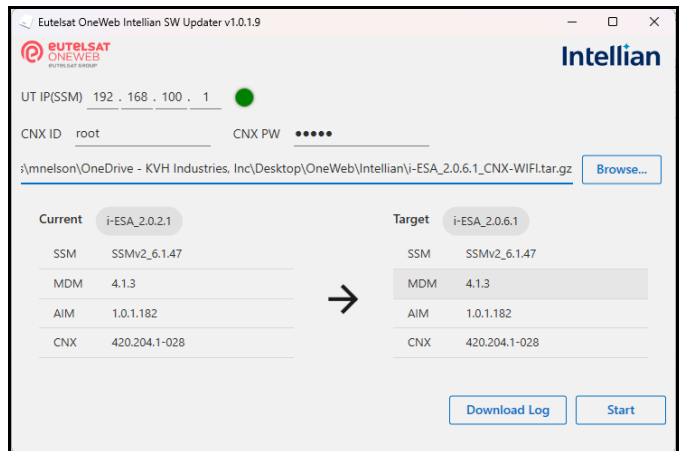 Eutelsat OneWeb Intellian SW Updater v1.0.1.9
EUTELSAT
ONEWEB
EUTELSAT GROUP
Intellian
UT IP(SSM) 192 . 168 . 100 . 1
CNX ID root CNX PW •••••
s\mnelson\OneDrive - KVH Industries, Inc\Desktop\OneWeb\Intellian\i-ESA_2.0.6.1_CNX-WIFI.tar.gz Browse...
Current i-ESA_2.0.2.1 Target i-ESA_2.0.6.1
SSM SSMv2_6.1.47 SSM SSMv2_6.1.47
MDM 4.1.3 MDM 4.1.3
AIM 1.0.1.182 AIM 1.0.1.182
CNX 420.204.1-028 CNX 420.204.1-028
Download Log Start